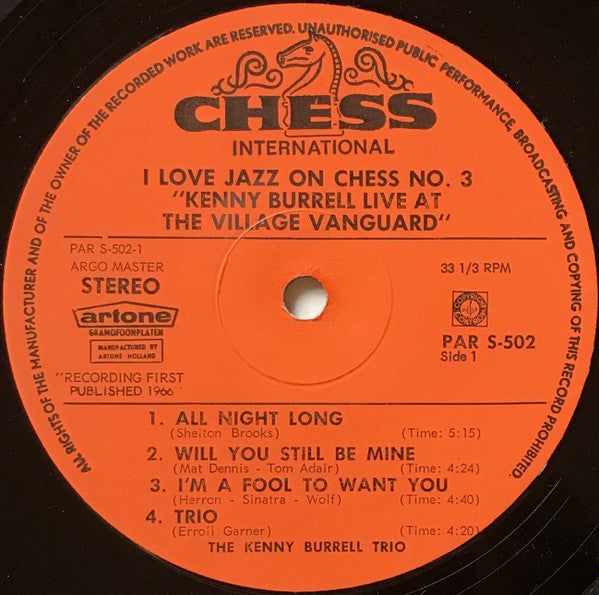 ALL RIGHTS OF THE MANUFACTURER AND OF THE OWNER OF THE RECORDED WORK ARE RESERVED. UNAUTHORISED PUBLIC PERFORMANCE, BROADCASTING AND COPYING OF THIS RECORD PROHIBITED.
CHESS
INTERNATIONAL
I LOVE JAZZ ON CHESS NO. 3
"KENNY BURRELL LIVE AT
THE VILLAGE VANGUARD"
PAR S-502-1
ARGO MASTER
STEREO
33 1/3 RPM
artone
GRAMOFOONPLATEN
MANUFACTURED BY
ARTONE HOLLAND
COPYRIGHT
CONTROL
PAR S-502
Side 1
"RECORDING FIRST
PUBLISHED 1966"
1. ALL NIGHT LONG
(Shelton Brooks) (Time: 5:15)
2. WILL YOU STILL BE MINE
(Mat Dennis - Tom Adair) (Time: 4:24)
3. I'M A FOOL TO WANT YOU
(Herron - Sinatra - Wolf) (Time: 4:40)
4. TRIO
(Erroll Garner) (Time: 4:20)
THE KENNY BURRELL TRIO